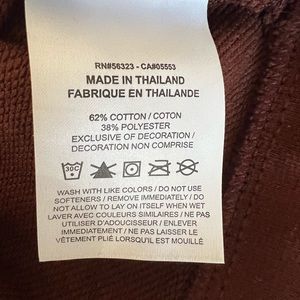 RN#56323 - CA#05553
MADE IN THAILAND
FABRIQUE EN THAILANDE
62% COTTON / COTON
38% POLYESTER
EXCLUSIVE OF DECORATION /
DECORATION NON COMPRISE
30C
WASH WITH LIKE COLORS / DO NOT USE
SOFTENERS / REMOVE IMMEDIATELY / DO
NOT ALLOW TO LAY ON ITSELF WHEN WET
LAVER AVEC COULEURS SIMILAIRES / NE PAS
UTILISER D'ADOUCISSEUR / ENLEVER
IMMÉDIATEMENT / NE PAS LAISSER LE
VÊTEMENT PLIÉ LORSQU'IL EST MOUILLÉ